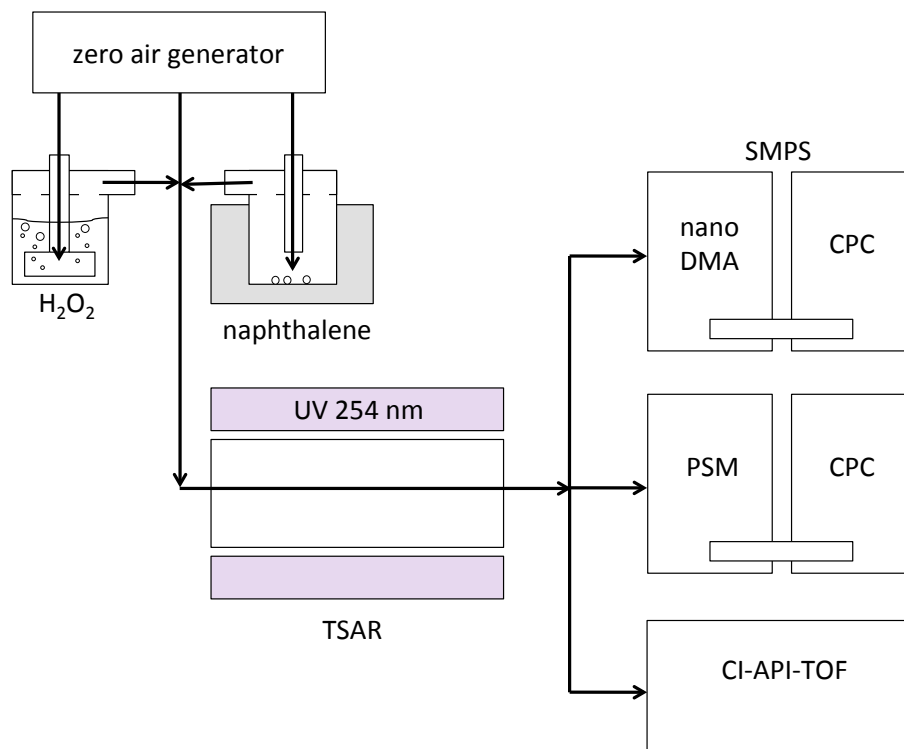 zero air generator
H₂O₂
naphthalene
UV 254 nm
TSAR
SMPS
nano
DMA
CPC
PSM
CPC
CI-API-TOF